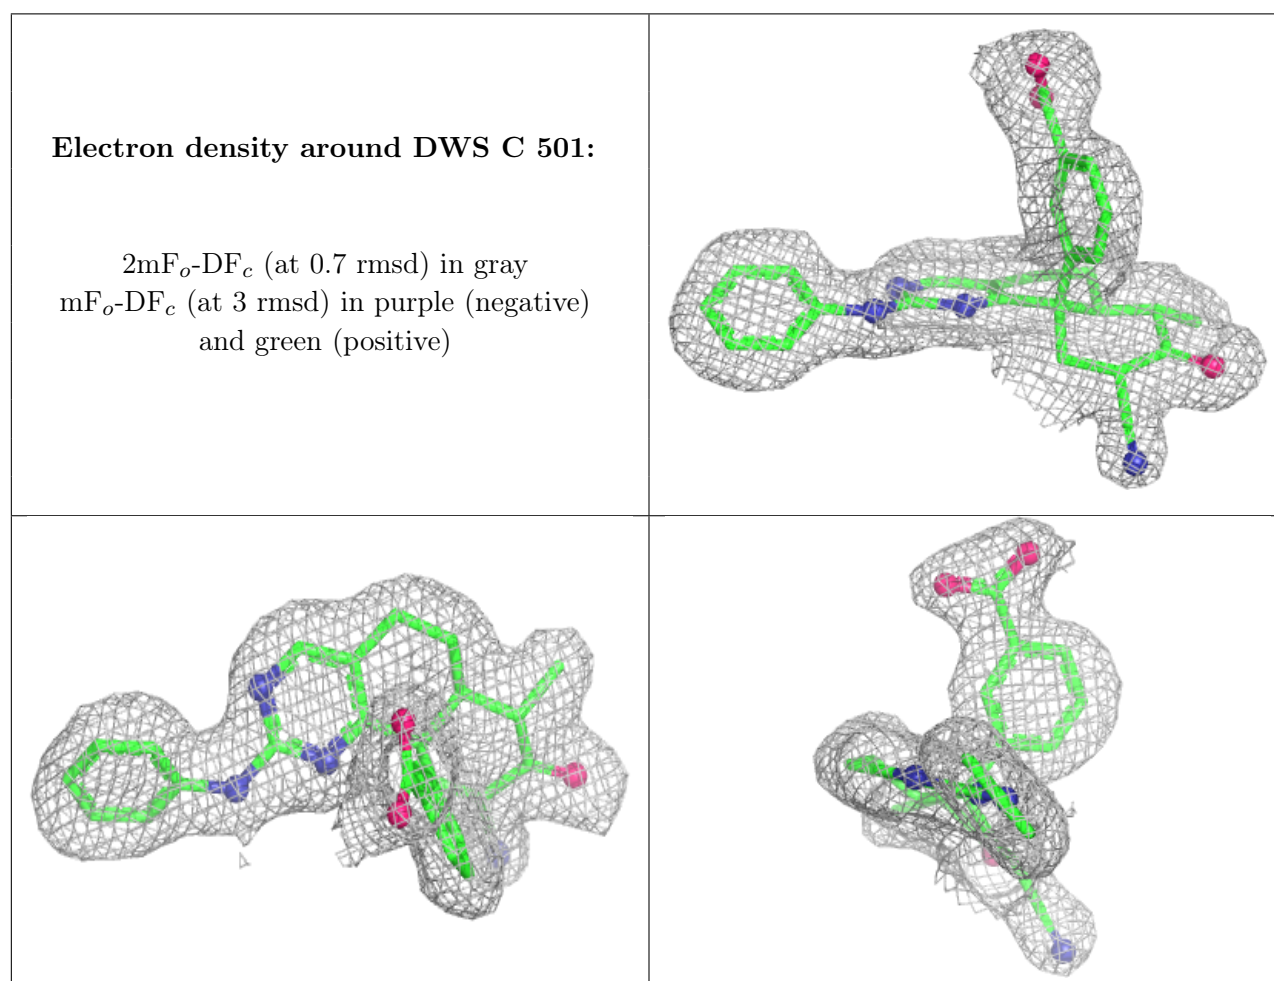 Electron density around DWS C 501:
2mFo-DFc (at 0.7 rmsd) in gray
mFo-DFc (at 3 rmsd) in purple (negative)
and green (positive)